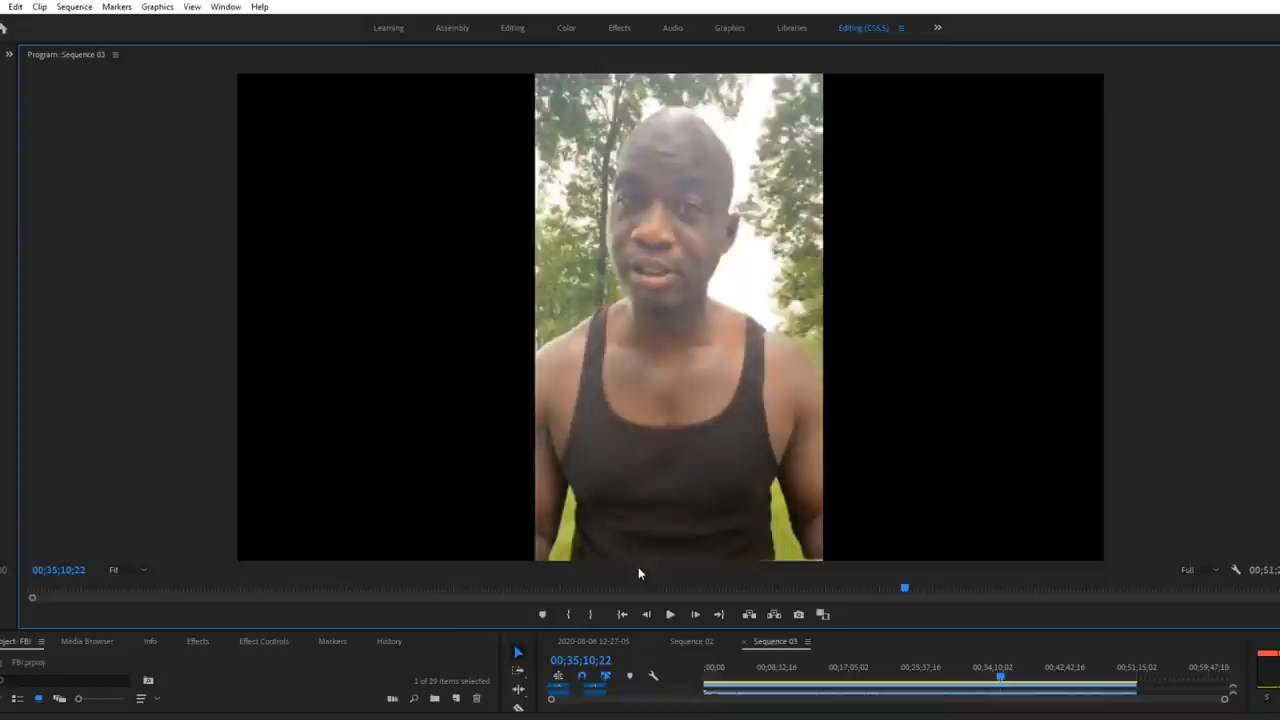 Edit Clip Sequence Markers Graphics View Window Help
Learning Assembly Editing Color Effects Audio Graphics Libraries Editing (CS5.5)
Program: Sequence 03
00;35;10;22 Fit Full
Project: FBI Media Browser Info Effects Effect Controls Markers History
2020-08-06 12-27-05 Sequence 02 × Sequence 03
FBI.prproj
00;35;10;22
;00;00 00;08;32;16 00;17;05;02 00;25;37;16 00;34;10;02 00;42;42;16 00;51;15;02 00;59;47;18
1 of 29 items selected
S